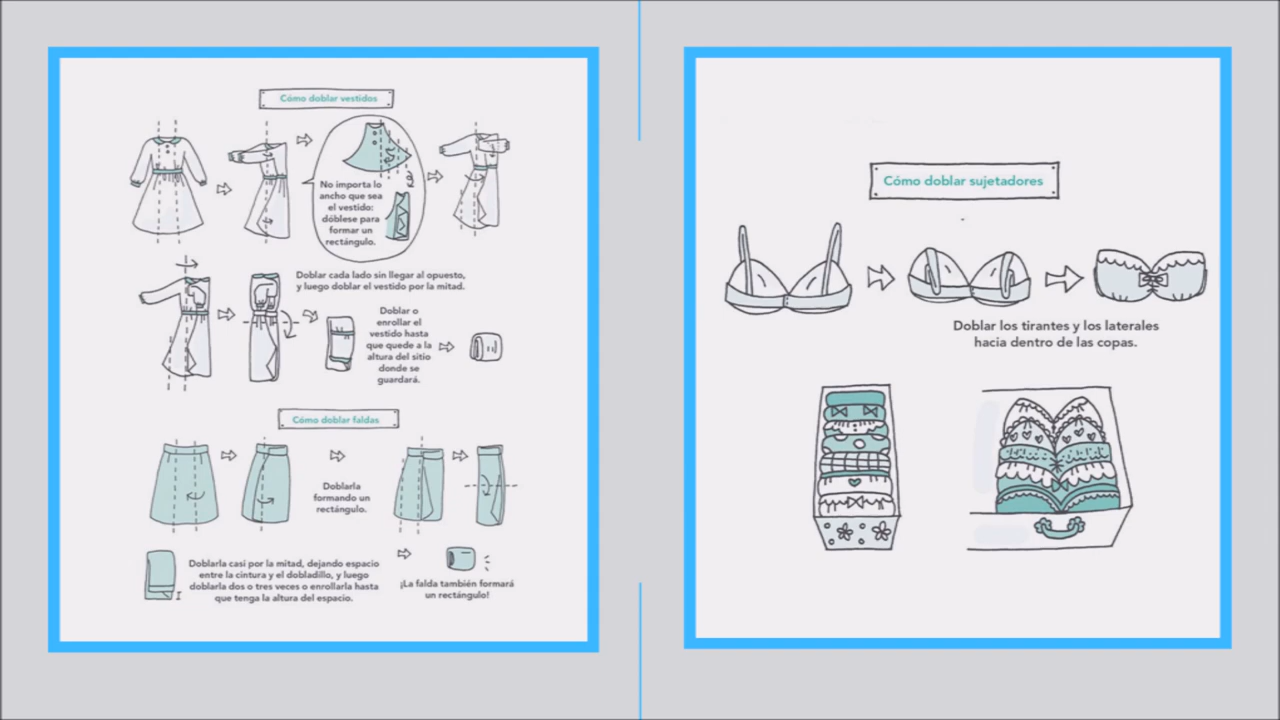 Cómo doblar vestidos
No importa lo
ancho que sea
el vestido:
dóblese para
formar un
rectángulo.
Doblar cada lado sin llegar al opuesto,
y luego doblar el vestido por la mitad.
Doblar o
enrollar el
vestido hasta
que quede a la
altura del sitio
donde se
guardará.
Cómo doblar faldas
Doblarla
formando un
rectángulo.
Doblarla casi por la mitad, dejando espacio
entre la cintura y el dobladillo, y luego
doblarla dos o tres veces o enrollarla hasta
que tenga la altura del espacio.
¡La falda también formará
un rectángulo!
Cómo doblar sujetadores
Doblar los tirantes y los laterales
hacia dentro de las copas.